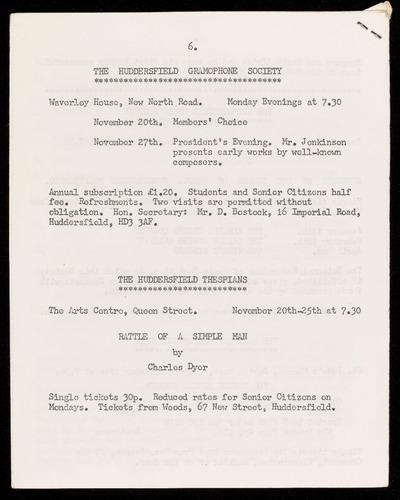 6.
THE HUDDERSFIELD GRAMOPHONE SOCIETY
************************************
Waverley House, New North Road. Monday Evenings at 7.30
November 20th. Members' Choice
November 27th. President's Evening. Mr. Jenkinson
presents early works by well-known
composers.
Annual subscription £1.20. Students and Senior Citizens half
fee. Refreshments. Two visits are permitted without
obligation. Hon. Secretary: Mr. D. Bostock, 16 Imperial Road,
Huddersfield, HD3 3AF.
THE HUDDERSFIELD THESPIANS
*************************
The Arts Centre, Queen Street. November 20th-25th at 7.30
RATTLE OF A SIMPLE MAN
by
Charles Dyer
Single tickets 30p. Reduced rates for Senior Citizens on
Mondays. Tickets from Woods, 67 New Street, Huddersfield.